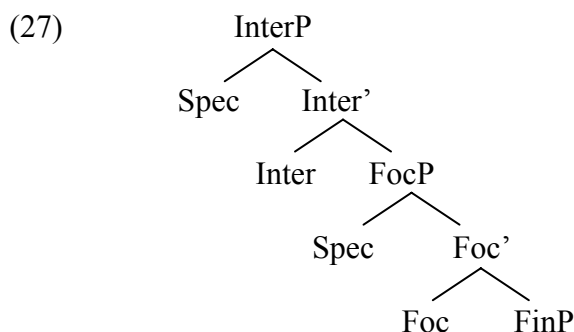 (27) InterP
Spec Inter’
Inter FocP
Spec Foc’
Foc FinP